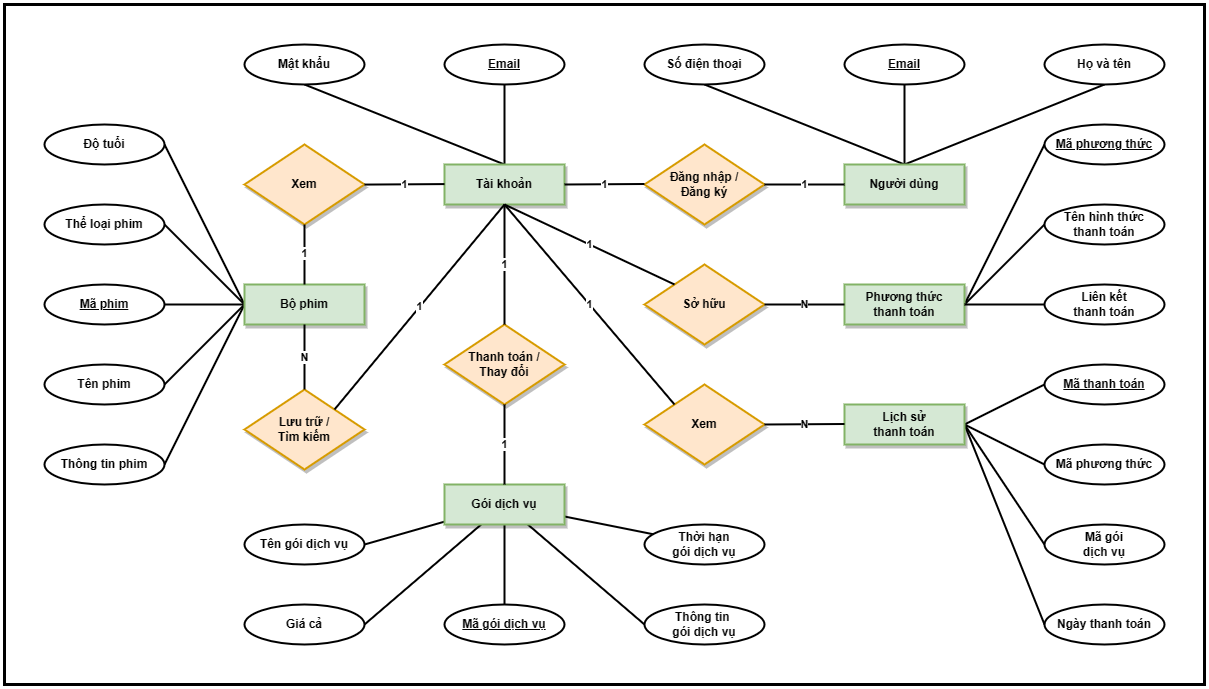 Mật khẩu
Email
Số điện thoại
Email
Họ và tên
Độ tuổi
Mã phương thức
Xem
1
Tài khoản
1
Đăng nhập /
Đăng ký
1
Người dùng
Thể loại phim
Tên hình thức
thanh toán
1
1
1
Mã phim
Bộ phim
1
1
Sở hữu
N
Phương thức
thanh toán
Liên kết
thanh toán
N
Thanh toán /
Thay đổi
Tên phim
Mã thanh toán
Lưu trữ /
Tìm kiếm
Xem
N
Lịch sử
thanh toán
1
Thông tin phim
Mã phương thức
Gói dịch vụ
Tên gói dịch vụ
Thời hạn
gói dịch vụ
Mã gói
dịch vụ
Giá cả
Mã gói dịch vụ
Thông tin
gói dịch vụ
Ngày thanh toán